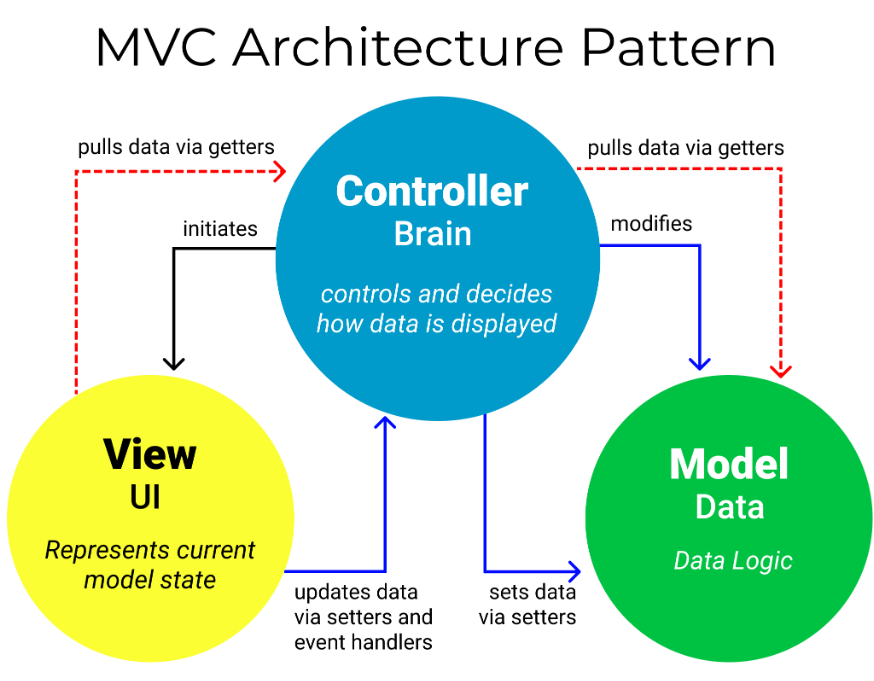 MVC Architecture Pattern
pulls data via getters
pulls data via getters
Controller
Brain
initiates
modifies
controls and decides
how data is displayed
View
UI
Represents current
model state
Model
Data
Data Logic
updates data
via setters and
event handlers
sets data
via setters